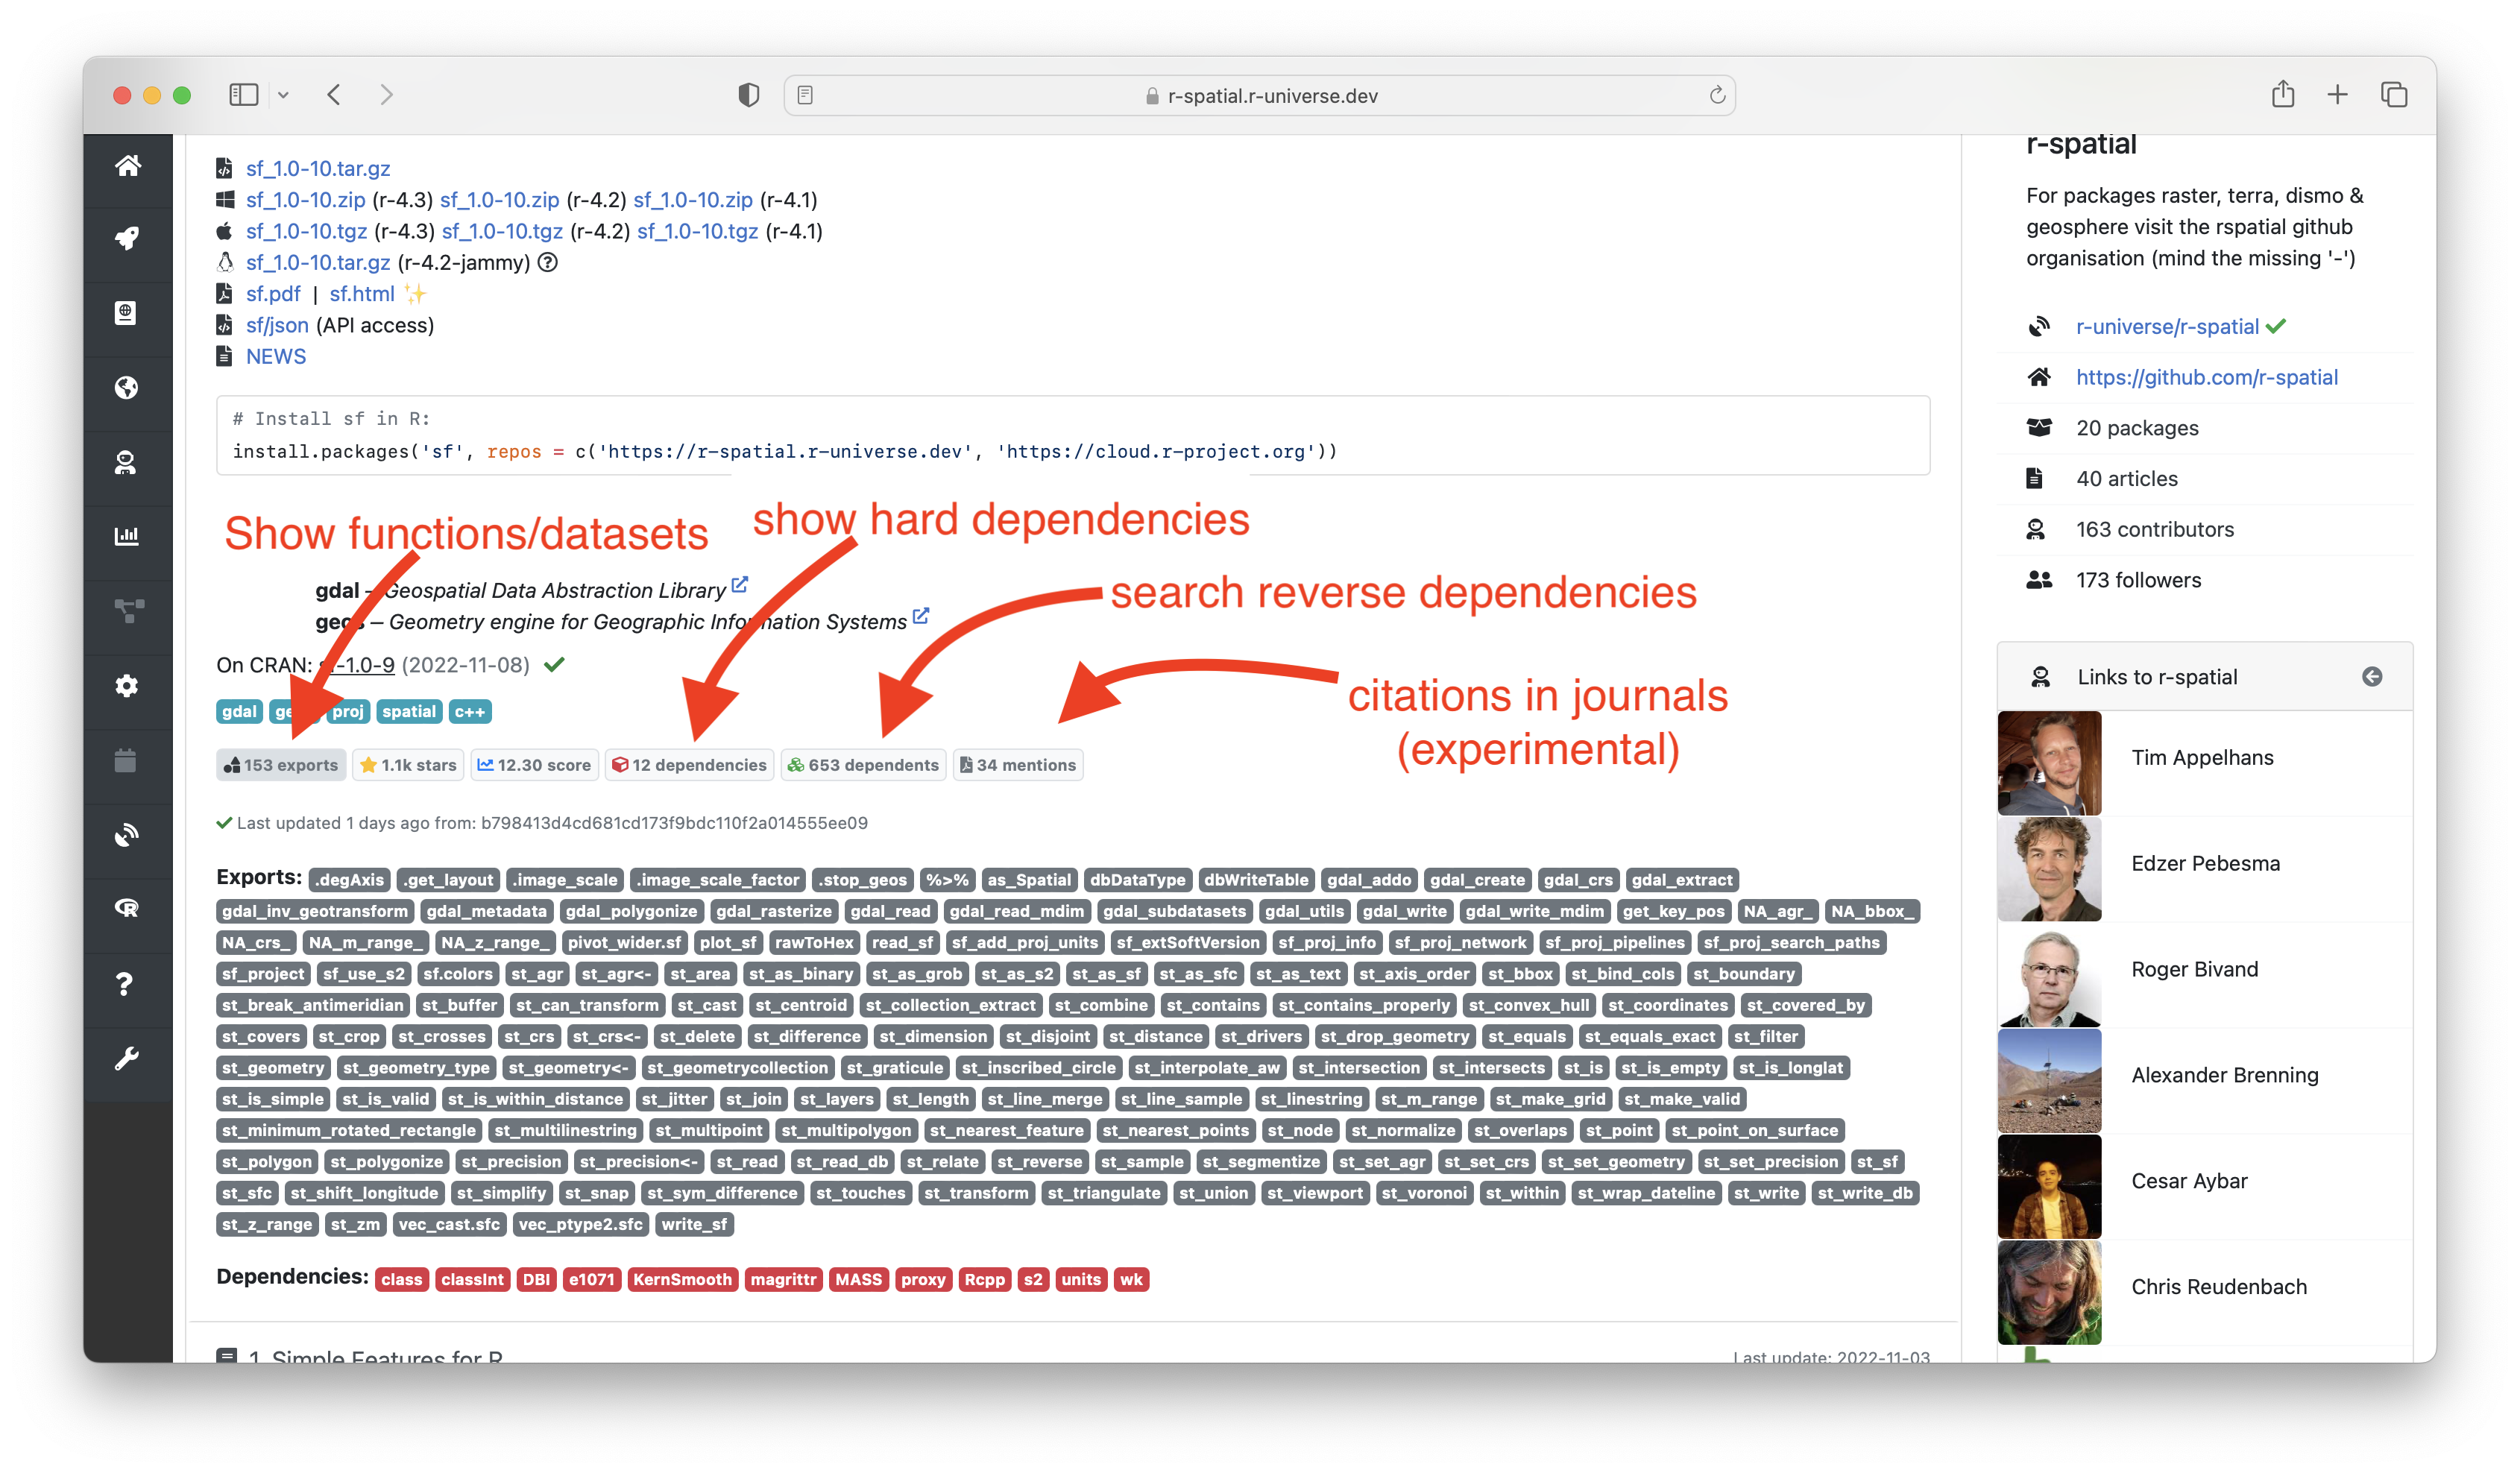 r-spatial.r-universe.dev
sf_1.0-10.tar.gz
sf_1.0-10.zip (r-4.3) sf_1.0-10.zip (r-4.2) sf_1.0-10.zip (r-4.1)
sf_1.0-10.tgz (r-4.3) sf_1.0-10.tgz (r-4.2) sf_1.0-10.tgz (r-4.1)
sf_1.0-10.tar.gz (r-4.2-jammy)
sf.pdf | sf.html
sf/json (API access)
NEWS
# Install sf in R:
install.packages('sf', repos = c('https://r-spatial.r-universe.dev', 'https://cloud.r-project.org'))
Show functions/datasets
show hard dependencies
gdal – Geospatial Data Abstraction Library
search reverse dependencies
geos – Geometry engine for Geographic Information Systems
On CRAN: sf-1.0-9 (2022-11-08)
citations in journals
(experimental)
gdal geos proj spatial c++
153 exports 1.1k stars 12.30 score 12 dependencies 653 dependents 34 mentions
Last updated 1 days ago from: b798413d4cd681cd173f9bdc110f2a014555ee09
Exports: .degAxis .get_layout .image_scale .image_scale_factor .stop_geos %>% as_Spatial dbDataType dbWriteTable gdal_addo gdal_create gdal_crs gdal_extract
gdal_inv_geotransform gdal_metadata gdal_polygonize gdal_rasterize gdal_read gdal_read_mdim gdal_subdatasets gdal_utils gdal_write gdal_write_mdim get_key_pos NA_agr_ NA_bbox_
NA_crs_ NA_m_range_ NA_z_range_ pivot_wider.sf plot_sf rawToHex read_sf sf_add_proj_units sf_extSoftVersion sf_proj_info sf_proj_network sf_proj_pipelines sf_proj_search_paths
sf_project sf_use_s2 sf.colors st_agr st_agr<- st_area st_as_binary st_as_grob st_as_s2 st_as_sf st_as_sfc st_as_text st_axis_order st_bbox st_bind_cols st_boundary
st_break_antimeridian st_buffer st_can_transform st_cast st_centroid st_collection_extract st_combine st_contains st_contains_properly st_convex_hull st_coordinates st_covered_by
st_covers st_crop st_crosses st_crs st_crs<- st_delete st_difference st_dimension st_disjoint st_distance st_drivers st_drop_geometry st_equals st_equals_exact st_filter
st_geometry st_geometry_type st_geometry<- st_geometrycollection st_graticule st_inscribed_circle st_interpolate_aw st_intersection st_intersects st_is st_is_empty st_is_longlat
st_is_simple st_is_valid st_is_within_distance st_jitter st_join st_layers st_length st_line_merge st_line_sample st_linestring st_m_range st_make_grid st_make_valid
st_minimum_rotated_rectangle st_multilinestring st_multipoint st_multipolygon st_nearest_feature st_nearest_points st_node st_normalize st_overlaps st_point st_point_on_surface
st_polygon st_polygonize st_precision st_precision<- st_read st_read_db st_relate st_reverse st_sample st_segmentize st_set_agr st_set_crs st_set_geometry st_set_precision st_sf
st_sfc st_shift_longitude st_simplify st_snap st_sym_difference st_touches st_transform st_triangulate st_union st_viewport st_voronoi st_within st_wrap_dateline st_write st_write_db
st_z_range st_zm vec_cast.sfc vec_ptype2.sfc write_sf
Dependencies: class classInt DBI e1071 KernSmooth magrittr MASS proxy Rcpp s2 units wk
1. Simple Features for R
Last update: 2022-11-03
r-spatial
For packages raster, terra, dismo &
geosphere visit the rspatial github
organisation (mind the missing '-')
r-universe/r-spatial
https://github.com/r-spatial
20 packages
40 articles
163 contributors
173 followers
Links to r-spatial
Tim Appelhans
Edzer Pebesma
Roger Bivand
Alexander Brenning
Cesar Aybar
Chris Reudenbach